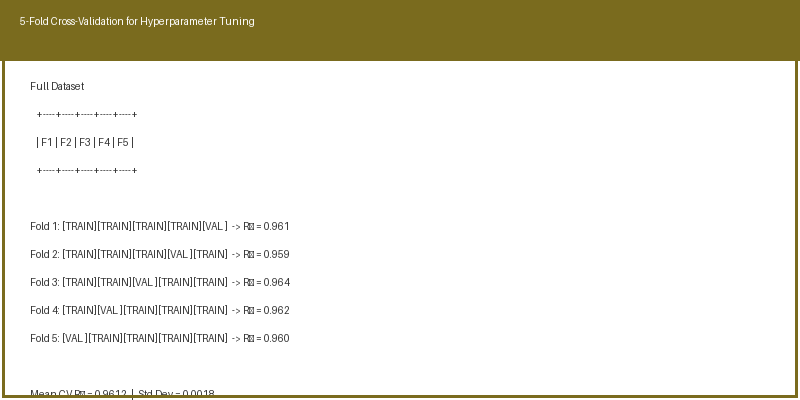 5-Fold Cross-Validation for Hyperparameter Tuning
Full Dataset
+----+----+----+----+----+
| F1 | F2 | F3 | F4 | F5 |
+----+----+----+----+----+
Fold 1: [TRAIN][TRAIN][TRAIN][TRAIN][VAL ] -> R▯ = 0.961
Fold 2: [TRAIN][TRAIN][TRAIN][VAL ][TRAIN] -> R▯ = 0.959
Fold 3: [TRAIN][TRAIN][VAL ][TRAIN][TRAIN] -> R▯ = 0.964
Fold 4: [TRAIN][VAL ][TRAIN][TRAIN][TRAIN] -> R▯ = 0.962
Fold 5: [VAL ][TRAIN][TRAIN][TRAIN][TRAIN] -> R▯ = 0.960
Mean CV R▯ = 0.9612 | Std Dev = 0.0018